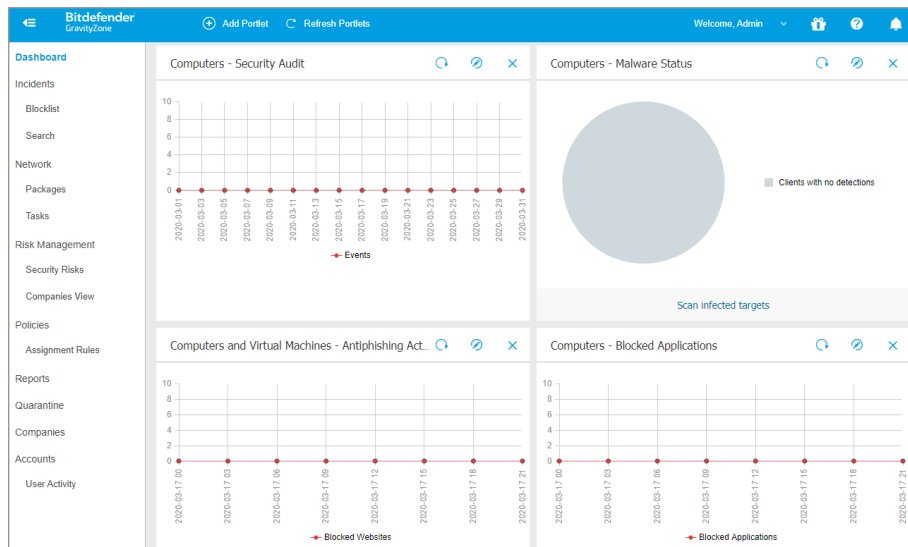 Bitdefender
GravityZone
Add Portlet
Refresh Portlets
Welcome, Admin
Dashboard
Incidents
Blocklist
Search
Network
Packages
Tasks
Risk Management
Security Risks
Companies View
Policies
Assignment Rules
Reports
Quarantine
Companies
Accounts
User Activity
Computers - Security Audit
10
8
6
4
2
0
2020-03-01
2020-03-03
2020-03-05
2020-03-07
2020-03-09
2020-03-11
2020-03-13
2020-03-15
2020-03-17
2020-03-19
2020-03-21
2020-03-23
2020-03-25
2020-03-27
2020-03-29
2020-03-31
Events
Computers - Malware Status
Clients with no detections
Scan infected targets
Computers and Virtual Machines - Antiphishing Act...
10
8
6
4
2
0
2020-03-17 00
2020-03-17 03
2020-03-17 06
2020-03-17 09
2020-03-17 12
2020-03-17 15
2020-03-17 18
2020-03-17 21
Blocked Websites
Computers - Blocked Applications
10
8
6
4
2
0
2020-03-17 00
2020-03-17 03
2020-03-17 06
2020-03-17 09
2020-03-17 12
2020-03-17 15
2020-03-17 18
2020-03-17 21
Blocked Applications